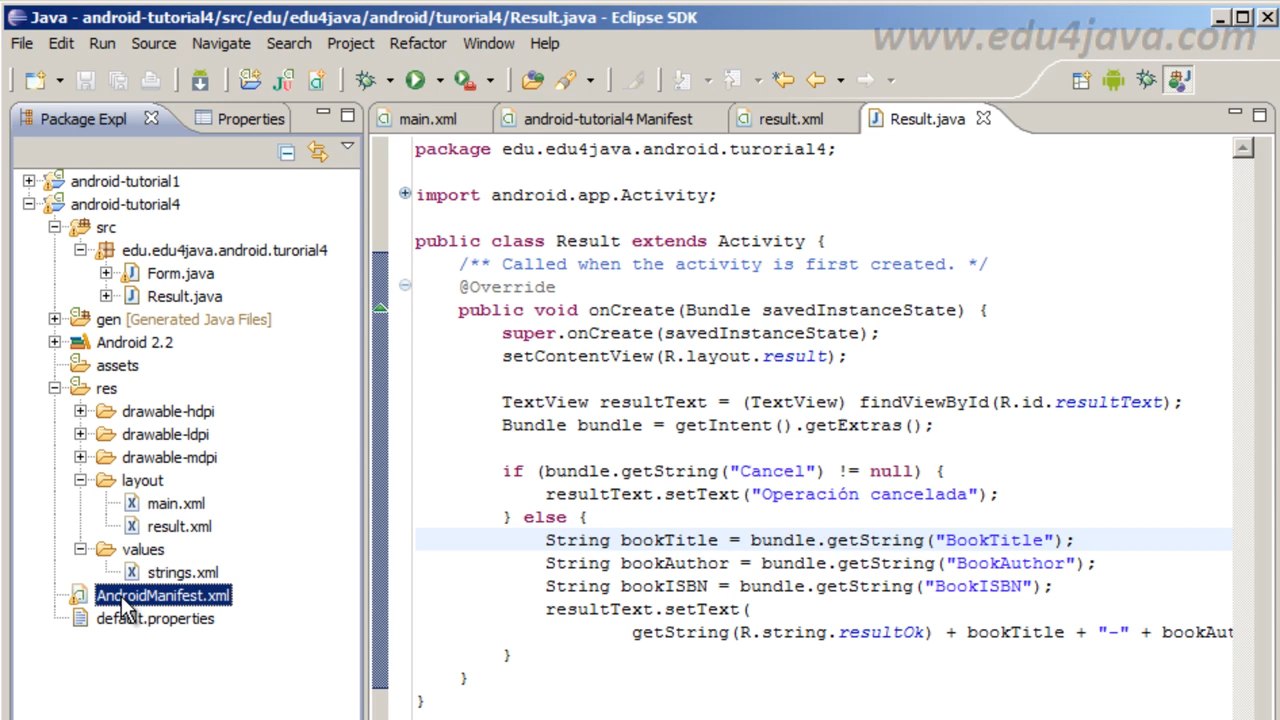 Java - android-tutorial4/src/edu/edu4java/android/turorial4/Result.java - Eclipse SDK
File Edit Run Source Navigate Search Project Refactor Window Help
www.edu4java.com
Package Expl Properties
main.xml android-tutorial4 Manifest result.xml Result.java
android-tutorial1
android-tutorial4
src
edu.edu4java.android.turorial4
Form.java
Result.java
gen [Generated Java Files]
Android 2.2
assets
res
drawable-hdpi
drawable-ldpi
drawable-mdpi
layout
main.xml
result.xml
values
strings.xml
AndroidManifest.xml
default.properties
package edu.edu4java.android.turorial4;
import android.app.Activity;
public class Result extends Activity {
/** Called when the activity is first created. */
@Override
public void onCreate(Bundle savedInstanceState) {
super.onCreate(savedInstanceState);
setContentView(R.layout.result);
TextView resultText = (TextView) findViewById(R.id.resultText);
Bundle bundle = getIntent().getExtras();
if (bundle.getString("Cancel") != null) {
resultText.setText("Operación cancelada");
} else {
String bookTitle = bundle.getString("BookTitle");
String bookAuthor = bundle.getString("BookAuthor");
String bookISBN = bundle.getString("BookISBN");
resultText.setText(
getString(R.string.resultOk) + bookTitle + "-" + bookAut
}
}
}